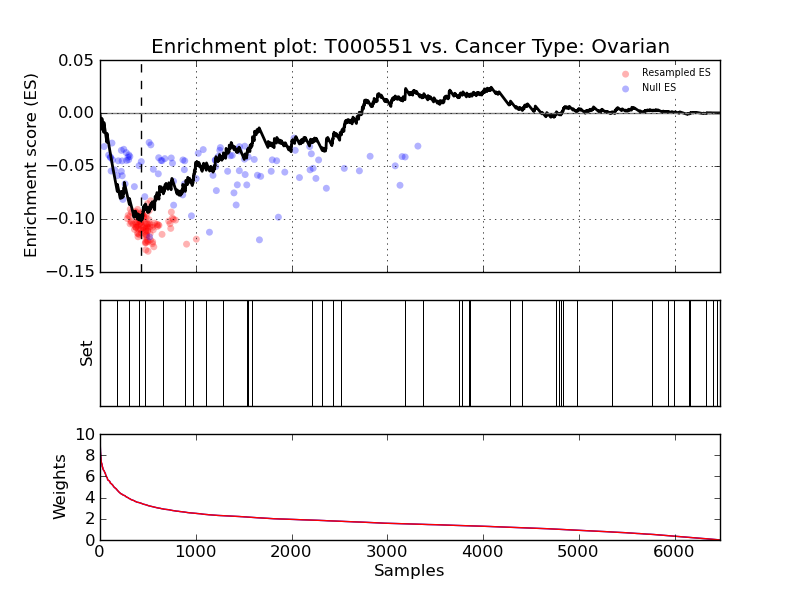 Enrichment plot: T000551 vs. Cancer Type: Ovarian
0.05
0.00
−0.05
−0.10
−0.15
Enrichment score (ES)
Resampled ES
Null ES
Set
10
8
6
4
2
0
Weights
0 1000 2000 3000 4000 5000 6000
Samples